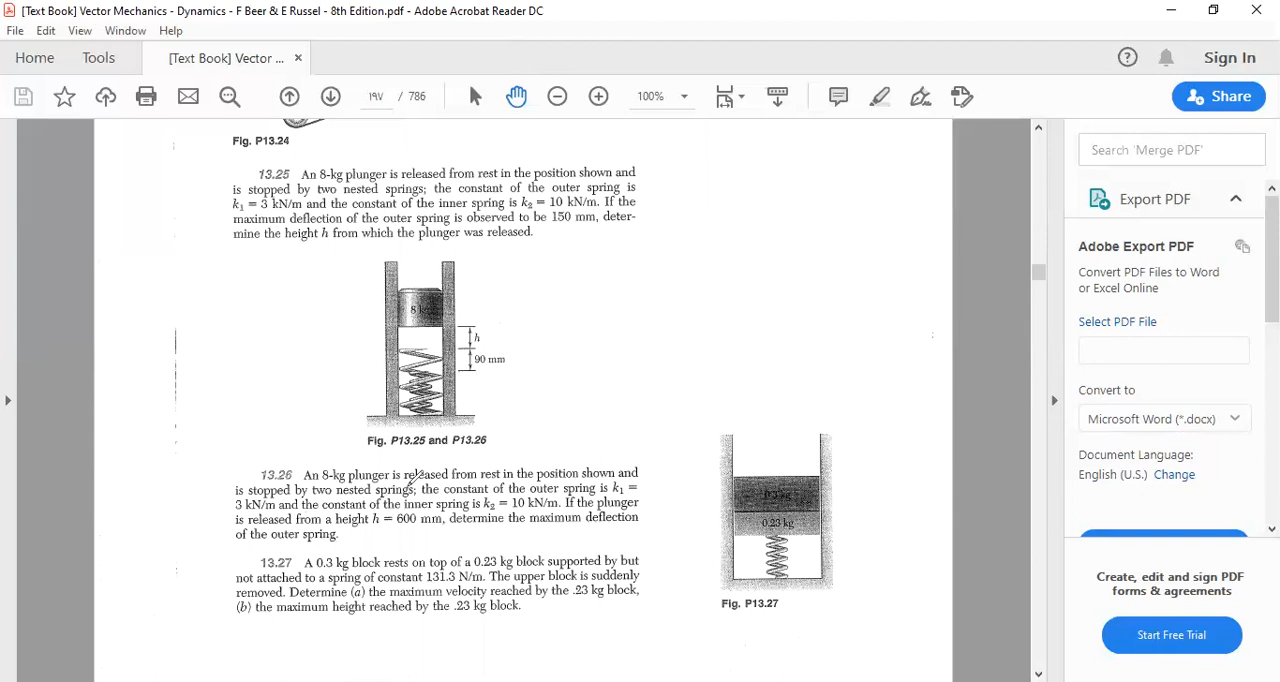 [Text Book] Vector Mechanics - Dynamics - F Beer & E Russel - 8th Edition.pdf - Adobe Acrobat Reader DC
File Edit View Window Help
Home Tools [Text Book] Vector ... ×
Sign In
۱۹۷ / 786
100%
Share
Fig. P13.24
13.25 An 8-kg plunger is released from rest in the position shown and
is stopped by two nested springs; the constant of the outer spring is
k₁ = 3 kN/m and the constant of the inner spring is k₂ = 10 kN/m. If the
maximum deflection of the outer spring is observed to be 150 mm, deter-
mine the height h from which the plunger was released.
8 kg
h
90 mm
Fig. P13.25 and P13.26
13.26 An 8-kg plunger is released from rest in the position shown and
is stopped by two nested springs; the constant of the outer spring is k₁ =
3 kN/m and the constant of the inner spring is k₂ = 10 kN/m. If the plunger
is released from a height h = 600 mm, determine the maximum deflection
of the outer spring.
13.27 A 0.3 kg block rests on top of a 0.23 kg block supported by but
not attached to a spring of constant 131.3 N/m. The upper block is suddenly
removed. Determine (a) the maximum velocity reached by the .23 kg block,
(b) the maximum height reached by the .23 kg block.
0.3 kg
0.23 kg
Fig. P13.27
Search 'Merge PDF'
Export PDF
Adobe Export PDF
Convert PDF Files to Word
or Excel Online
Select PDF File
Convert to
Microsoft Word (*.docx)
Document Language:
English (U.S.) Change
Create, edit and sign PDF
forms & agreements
Start Free Trial